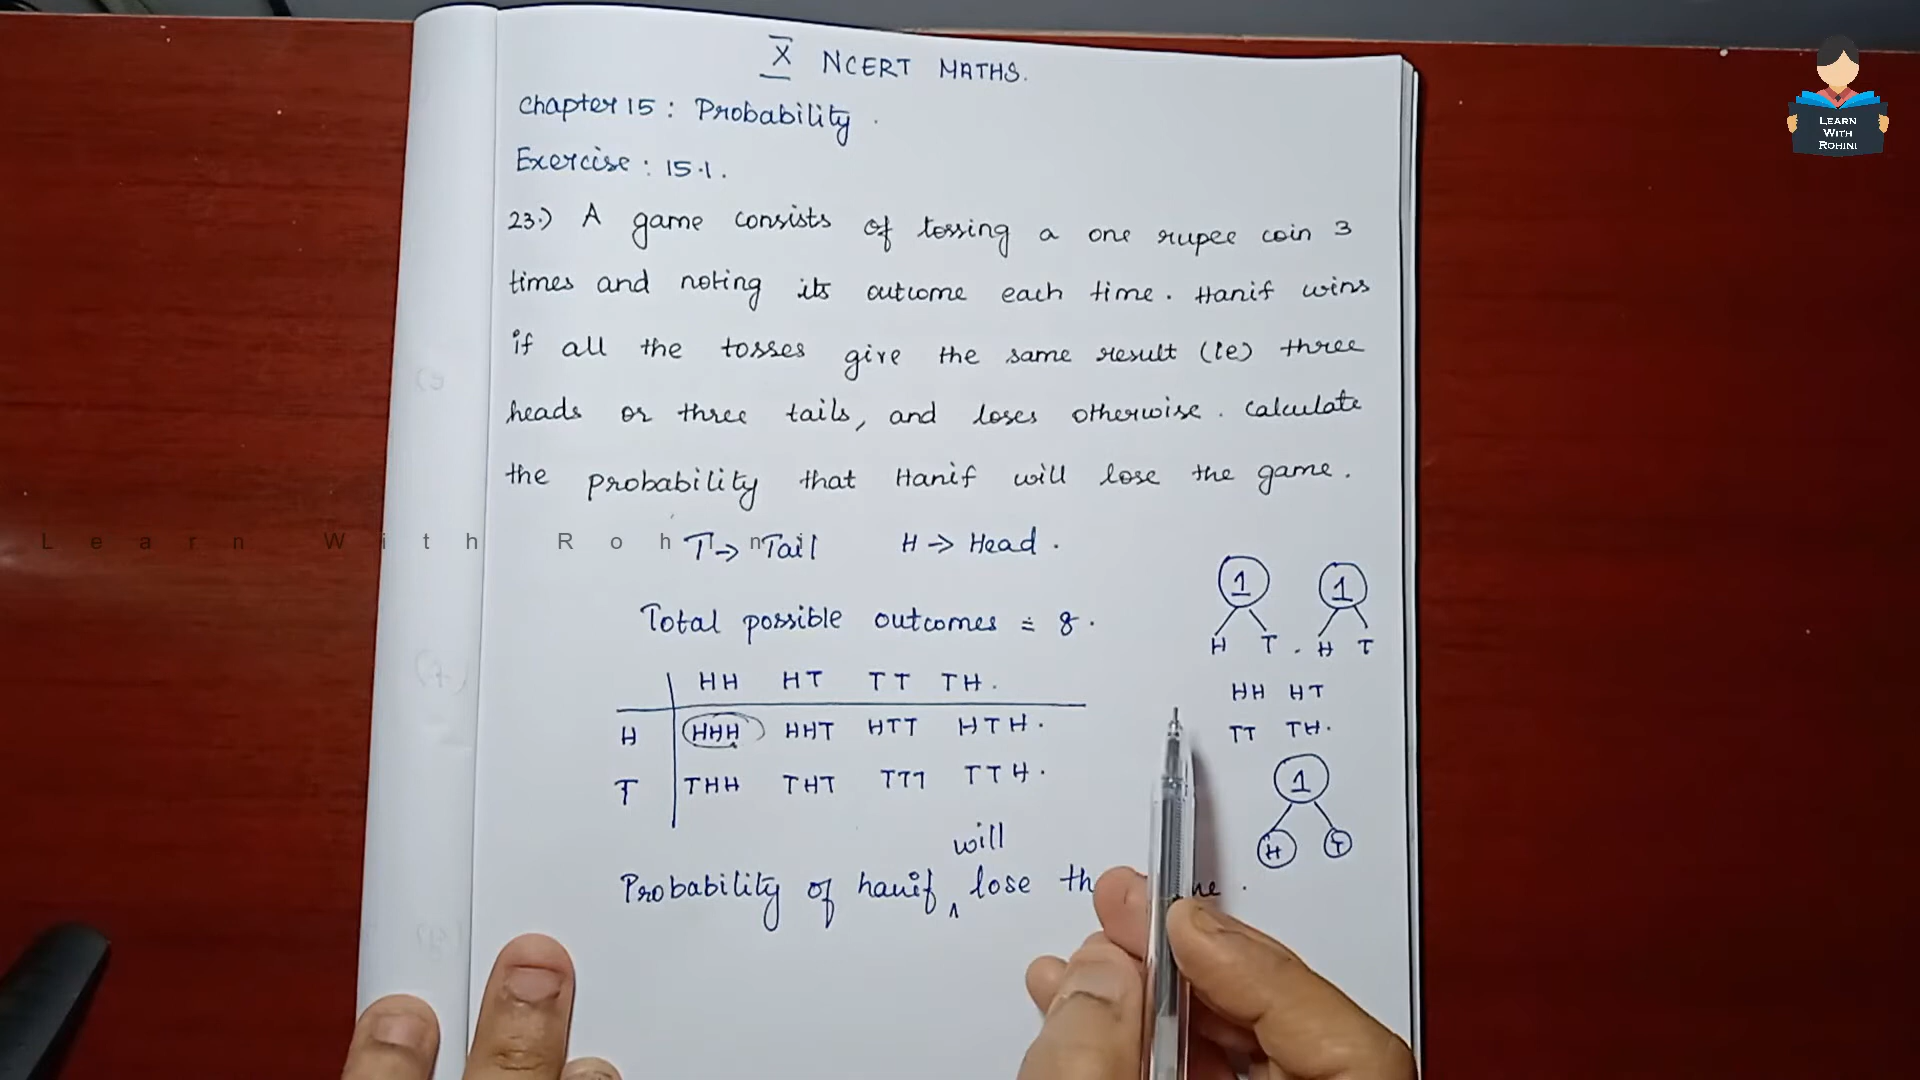 X NCERT MATHS.
Chapter 15 : Probability.
Exercise : 15.1.
23.) A game consists of tossing a one rupee coin 3
times and noting its outcome each time. Hanif wins
if all the tosses give the same result (ie) three
heads or three tails, and loses otherwise. Calculate
the probability that Hanif will lose the game.
T → Tail H → Head.
Total possible outcomes = 8.
HH HT TT TH.
H HHH HHT HTT HTH.
T THH THT TTT TTH.
will
Probability of hanif ^ lose
1 1
H T . H T
HH HT
TT TH.
1
H T
LEARN
WITH
ROHINI
Learn With Rohini